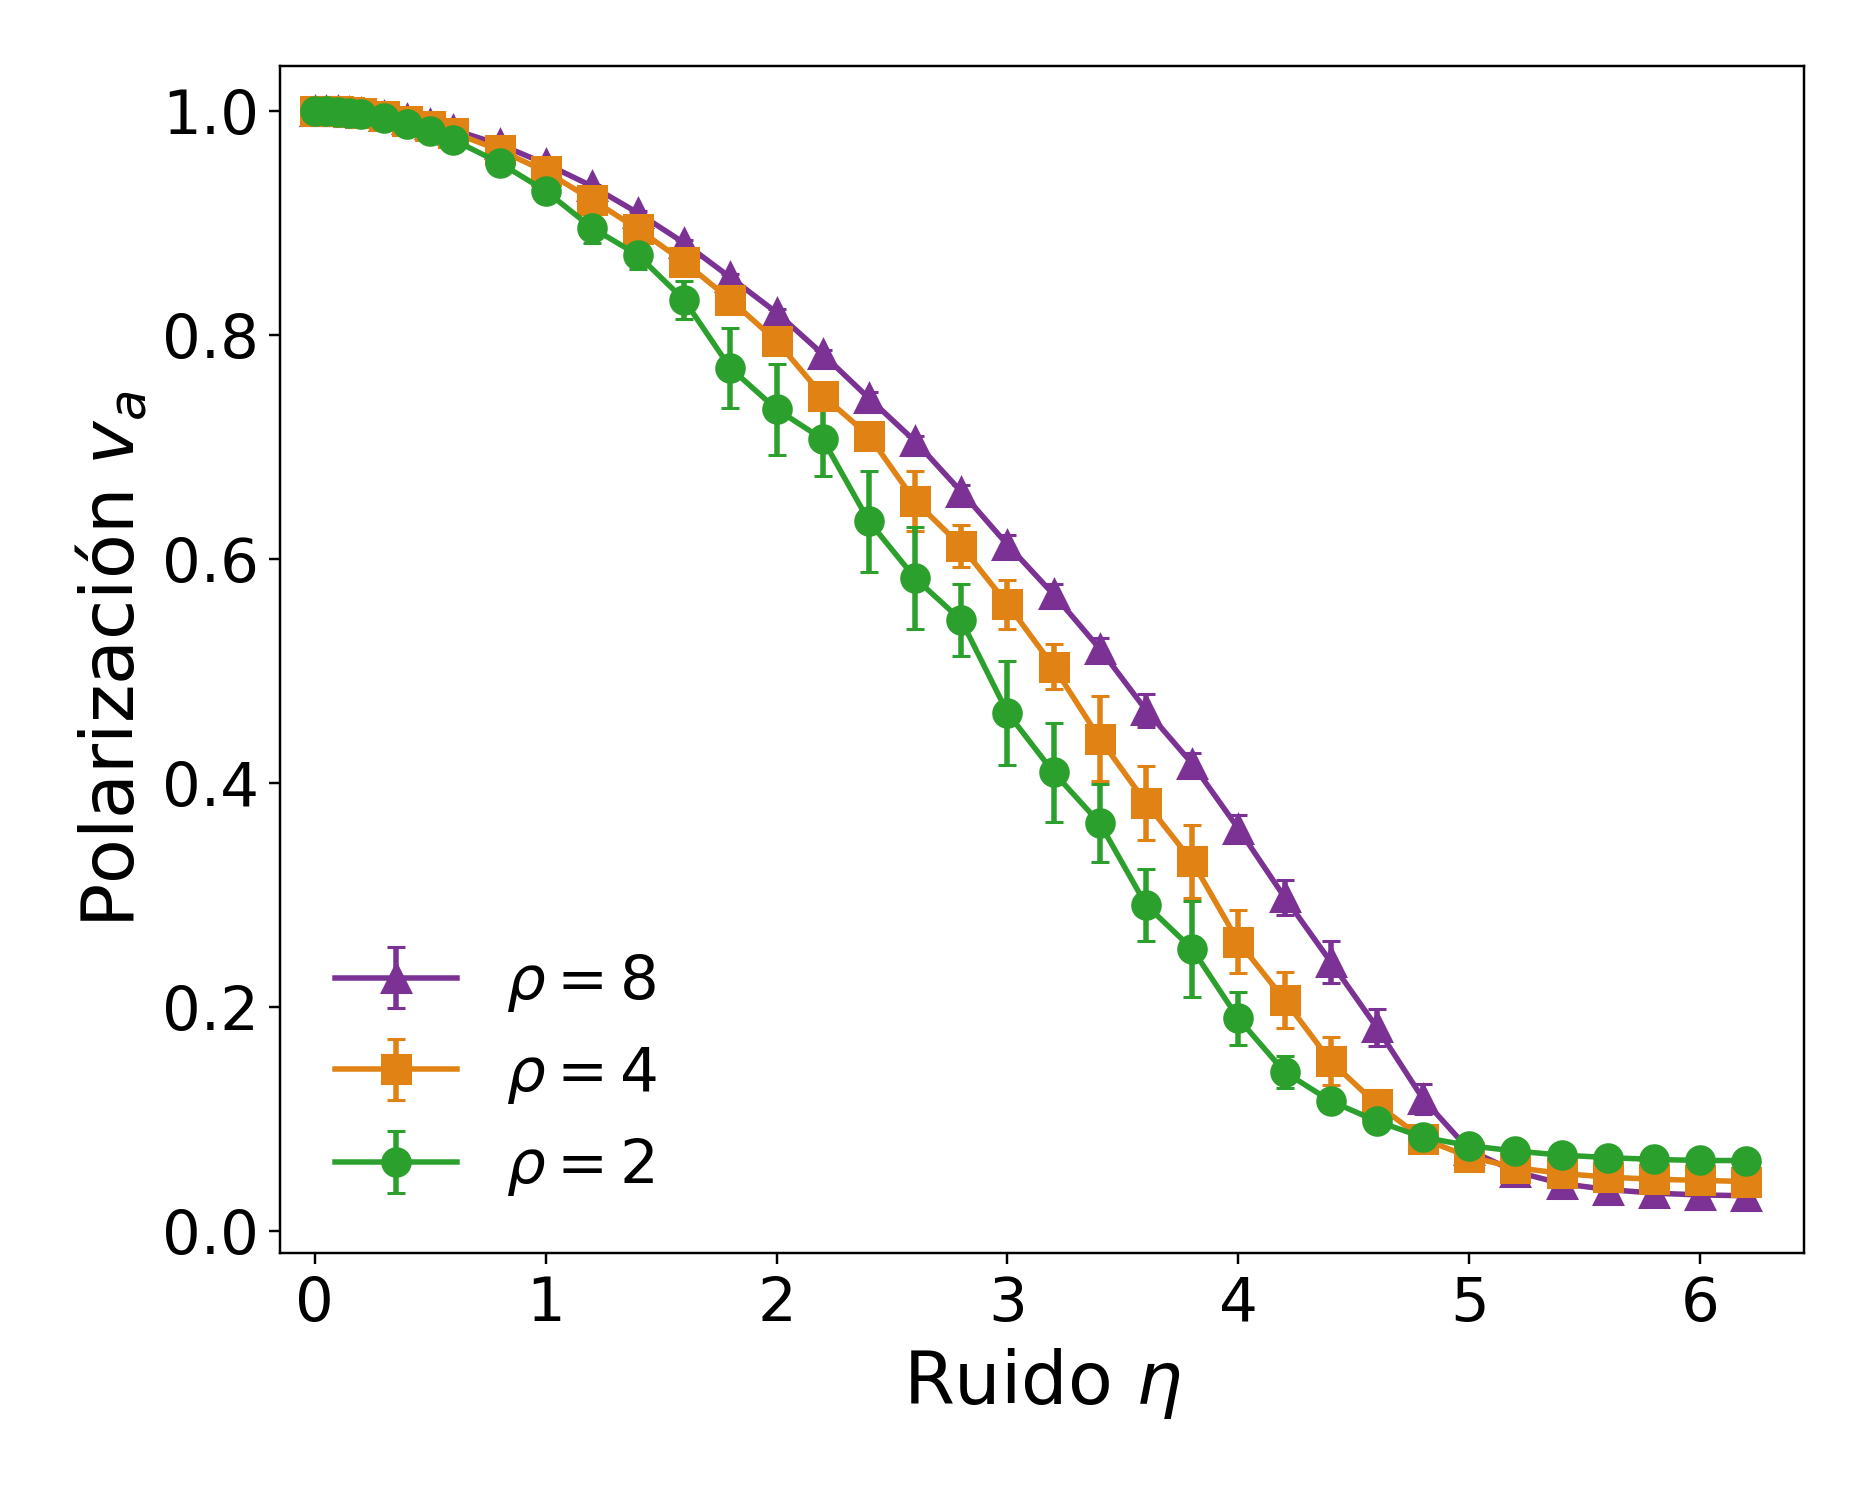 1.0
0.8
0.6
0.4
0.2
0.0
Polarización vₐ
ρ = 8
ρ = 4
ρ = 2
0 1 2 3 4 5 6
Ruido η